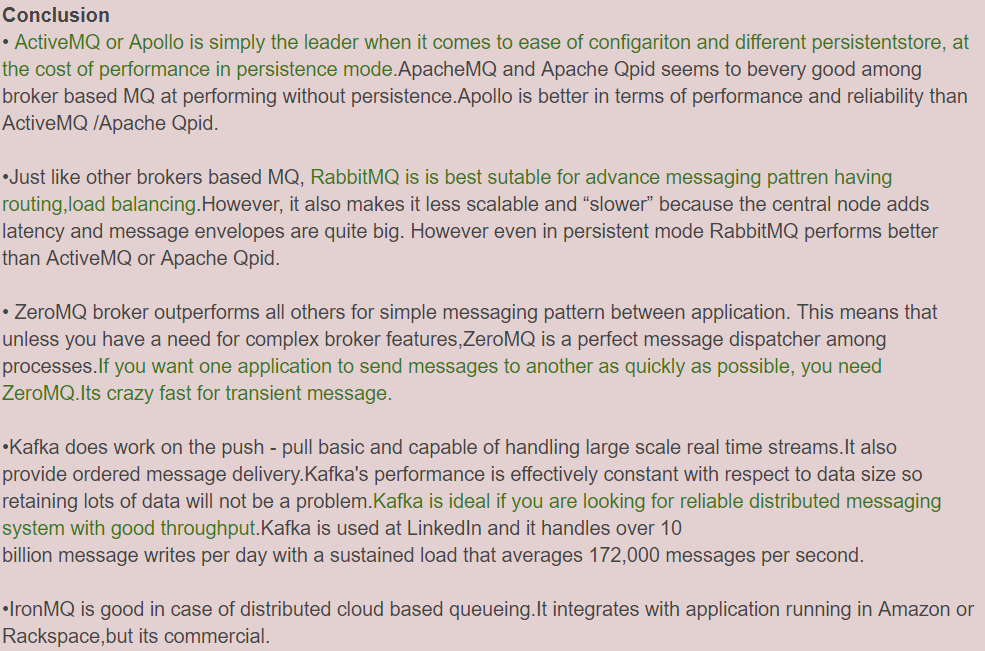 Conclusion
• ActiveMQ or Apollo is simply the leader when it comes to ease of configariton and different persistentstore, at
the cost of performance in persistence mode.ApacheMQ and Apache Qpid seems to bevery good among
broker based MQ at performing without persistence.Apollo is better in terms of performance and reliability than
ActiveMQ /Apache Qpid.
•Just like other brokers based MQ, RabbitMQ is is best sutable for advance messaging pattren having
routing,load balancing.However, it also makes it less scalable and “slower” because the central node adds
latency and message envelopes are quite big. However even in persistent mode RabbitMQ performs better
than ActiveMQ or Apache Qpid.
• ZeroMQ broker outperforms all others for simple messaging pattern between application. This means that
unless you have a need for complex broker features,ZeroMQ is a perfect message dispatcher among
processes.If you want one application to send messages to another as quickly as possible, you need
ZeroMQ.Its crazy fast for transient message.
•Kafka does work on the push - pull basic and capable of handling large scale real time streams.It also
provide ordered message delivery.Kafka's performance is effectively constant with respect to data size so
retaining lots of data will not be a problem.Kafka is ideal if you are looking for reliable distributed messaging
system with good throughput.Kafka is used at LinkedIn and it handles over 10
billion message writes per day with a sustained load that averages 172,000 messages per second.
•IronMQ is good in case of distributed cloud based queueing.It integrates with application running in Amazon or
Rackspace,but its commercial.